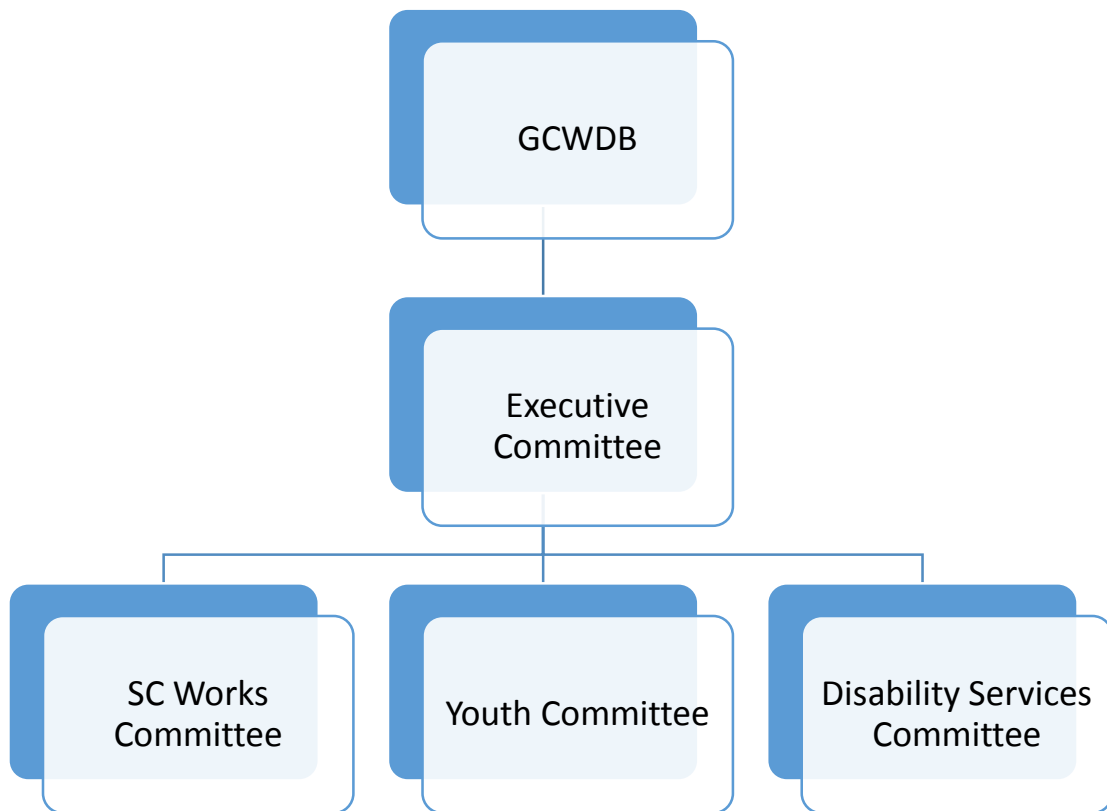 GCWDB
Executive
Committee
SC Works
Committee
Youth Committee
Disability Services
Committee